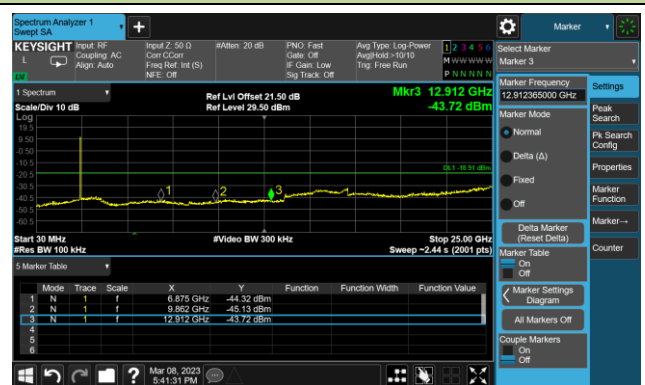 Spectrum Analyzer 1
Swept SA
+
Marker
KEYSIGHT
L
LV
Input: RF
Coupling: AC
Align: Auto
Input Z: 50 Ω
Corr CCorr
Freq Ref: Int (S)
NFE: Off
#Atten: 20 dB
PNO: Fast
Gate: Off
IF Gain: Low
Sig Track: Off
Avg Type: Log-Power
Avg|Hold:>10/10
Trig: Free Run
1 2 3 4 5 6
M W W W W W
P N N N N N
1 Spectrum
Scale/Div 10 dB
Ref Lvl Offset 21.50 dB
Ref Level 29.50 dBm
Mkr3 12.912 GHz
-43.72 dBm
Log
19.5
9.50
-0.50
-10.5
-20.5
-30.5
-40.5
-50.5
-60.5
DL1 -18.91 dBm
1
2
3
Start 30 MHz
#Res BW 100 kHz
#Video BW 300 kHz
Stop 25.00 GHz
Sweep ~2.44 s (2001 pts)
5 Marker Table
Mode Trace Scale X Y Function Function Width Function Value
1 N 1 f 6.875 GHz -44.32 dBm
2 N 1 f 9.862 GHz -45.13 dBm
3 N 1 f 12.912 GHz -43.72 dBm
4
5
6
Mar 08, 2023
5:41:31 PM
Select Marker
Marker 3
Marker Frequency
12.912365000 GHz
Marker Mode
Normal
Delta (Δ)
Fixed
Off
Delta Marker
(Reset Delta)
Marker Table
On
Off
Marker Settings
Diagram
All Markers Off
Couple Markers
On
Off
Settings
Peak
Search
Pk Search
Config
Properties
Marker
Function
Marker→
Counter